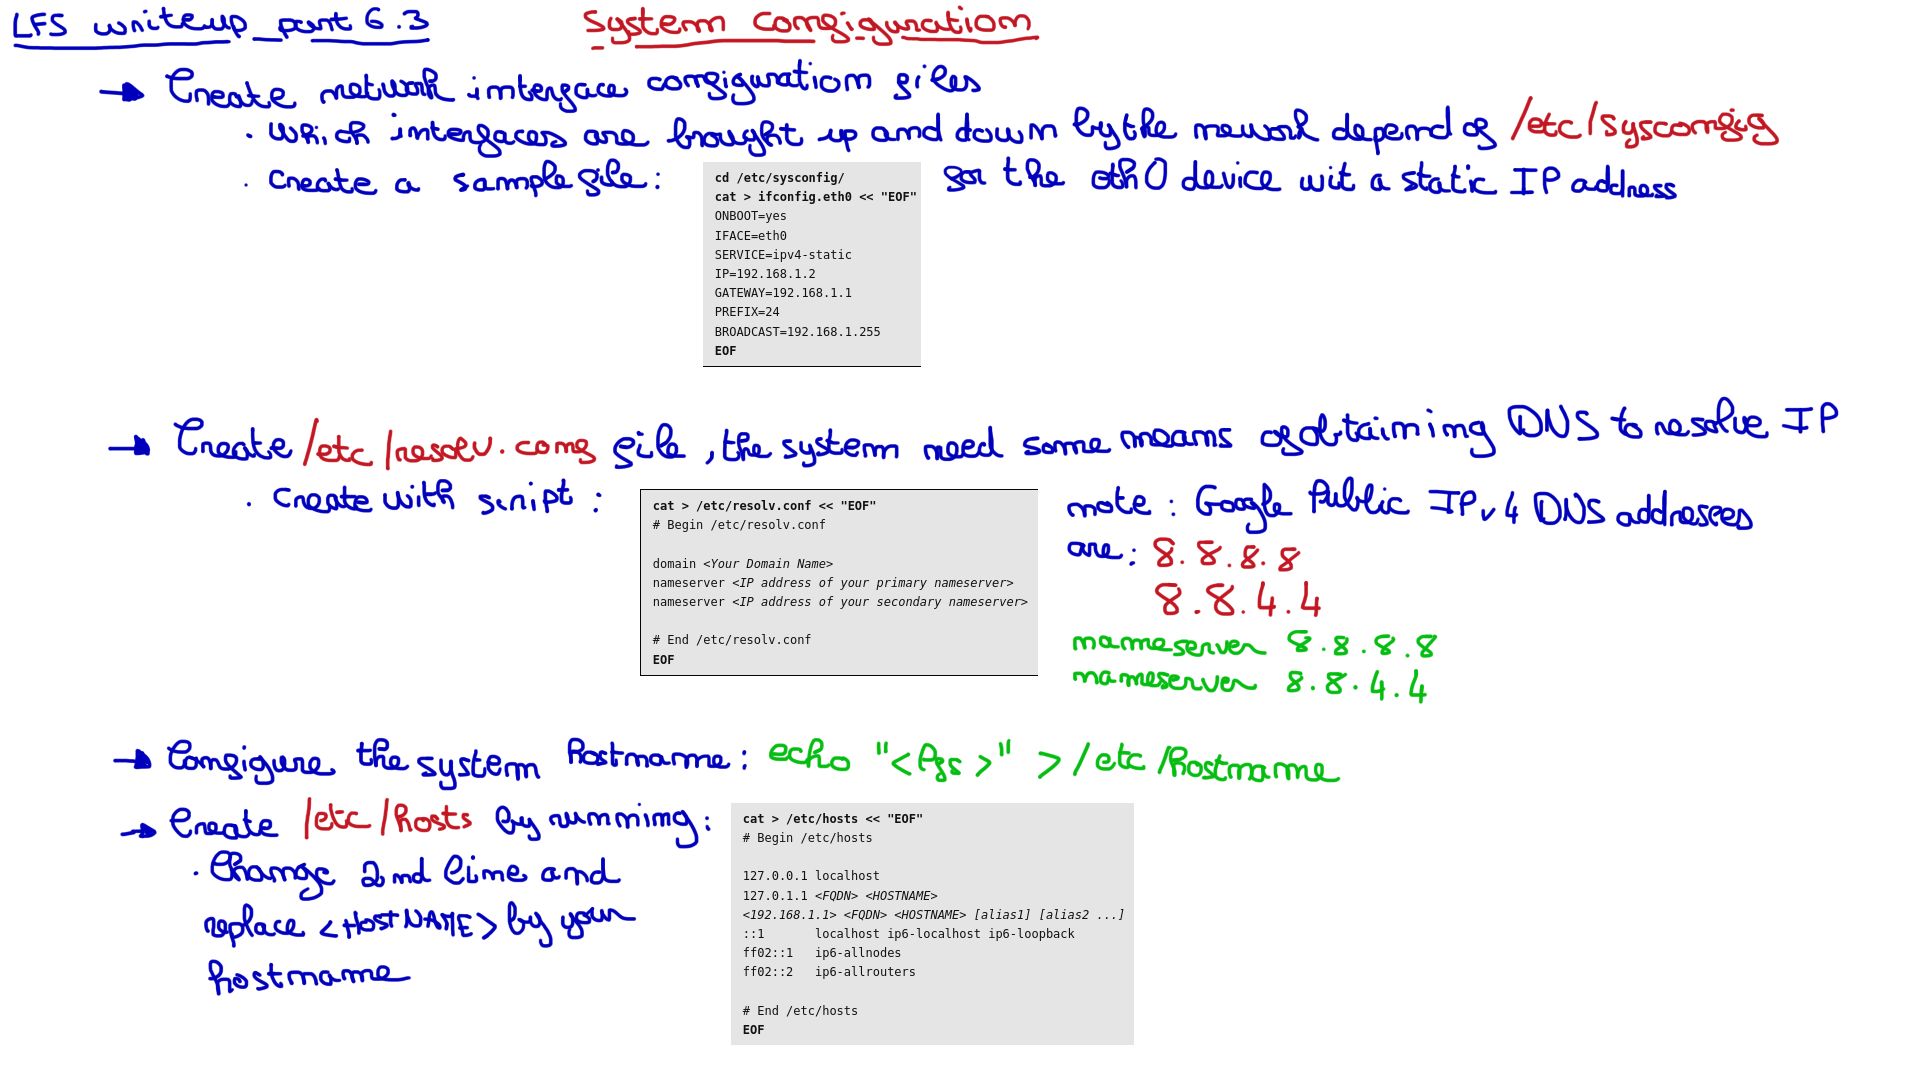 LFS writeup part 6.3
System Configuration
→ Create network interface configuration files
. which interfaces are brought up and down by the nework depend of /etc/sysconfig
. create a sample file: for the eth0 device wit a static IP address
cd /etc/sysconfig/
cat > ifconfig.eth0 << "EOF"
ONBOOT=yes
IFACE=eth0
SERVICE=ipv4-static
IP=192.168.1.2
GATEWAY=192.168.1.1
PREFIX=24
BROADCAST=192.168.1.255
EOF
→ Create /etc/resolv.conf file, the system need some means of obtaining DNS to resolve IP
. create with script :
cat > /etc/resolv.conf << "EOF"
# Begin /etc/resolv.conf
domain <Your Domain Name>
nameserver <IP address of your primary nameserver>
nameserver <IP address of your secondary nameserver>
# End /etc/resolv.conf
EOF
note : Google Public IPv4 DNS addresses
are: 8.8.8.8
8.8.4.4
nameserver 8.8.8.8
nameserver 8.8.4.4
→ Configure the system hostname: echo "<lfs>" > /etc/hostname
→ Create /etc/hosts by running:
. Change 2nd line and
replace <HOSTNAME> by your
hostname
cat > /etc/hosts << "EOF"
# Begin /etc/hosts
127.0.0.1 localhost
127.0.1.1 <FQDN> <HOSTNAME>
<192.168.1.1> <FQDN> <HOSTNAME> [alias1] [alias2 ...]
::1       localhost ip6-localhost ip6-loopback
ff02::1   ip6-allnodes
ff02::2   ip6-allrouters
# End /etc/hosts
EOF